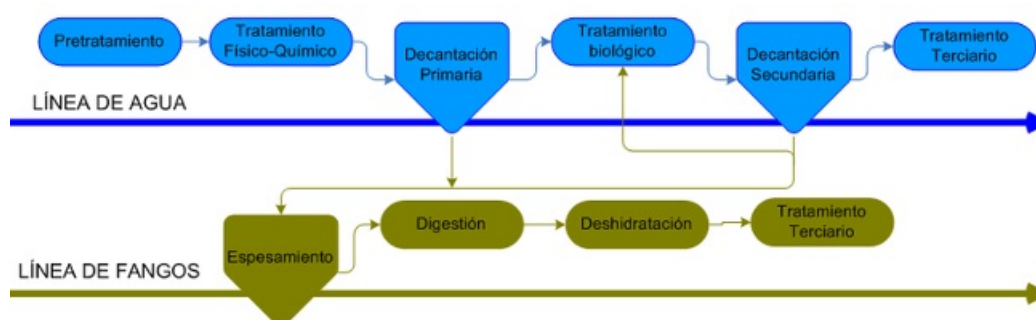 Pretratamiento
Tratamiento
Físico-Químico
Decantación
Primaria
Tratamiento
biológico
Decantación
Secundaria
Tratamiento
Terciario
LÍNEA DE AGUA
Espesamiento
Digestión
Deshidratación
Tratamiento
Terciario
LÍNEA DE FANGOS